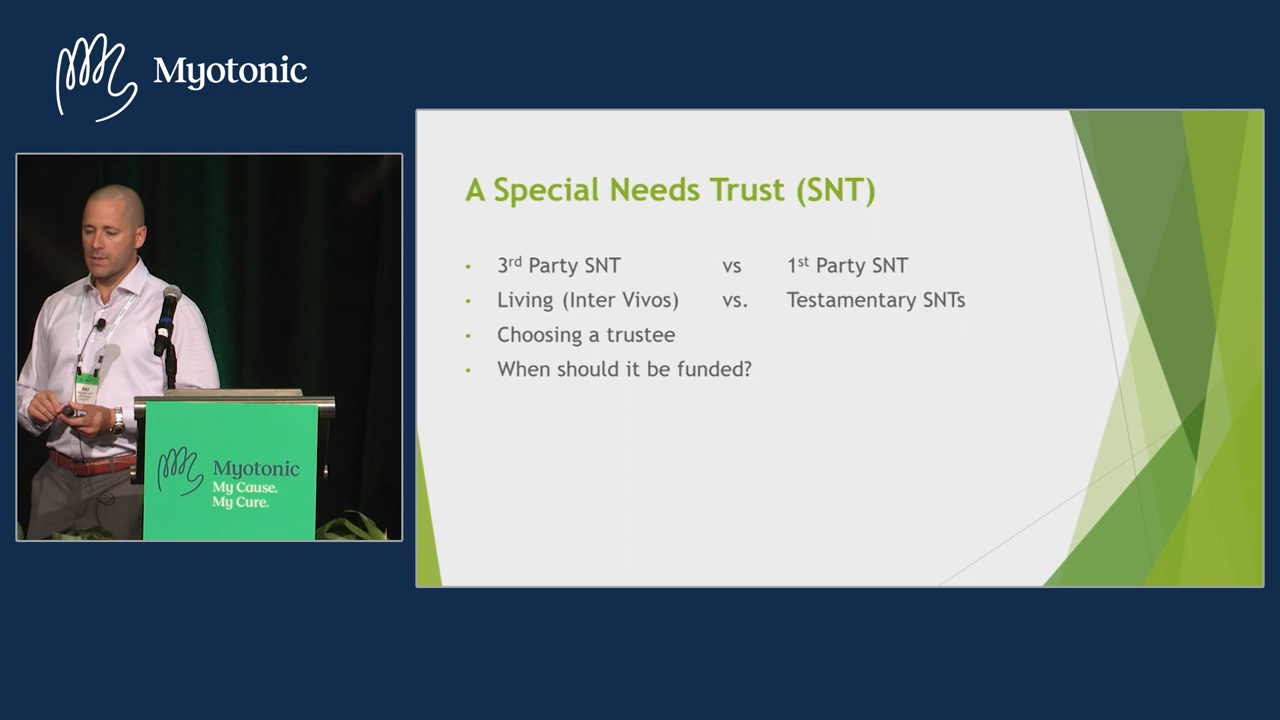 Myotonic
A Special Needs Trust (SNT)
• 3rd Party SNT vs 1st Party SNT
• Living (Inter Vivos) vs. Testamentary SNTs
• Choosing a trustee
• When should it be funded?
Myotonic
My Cause.
My Cure.